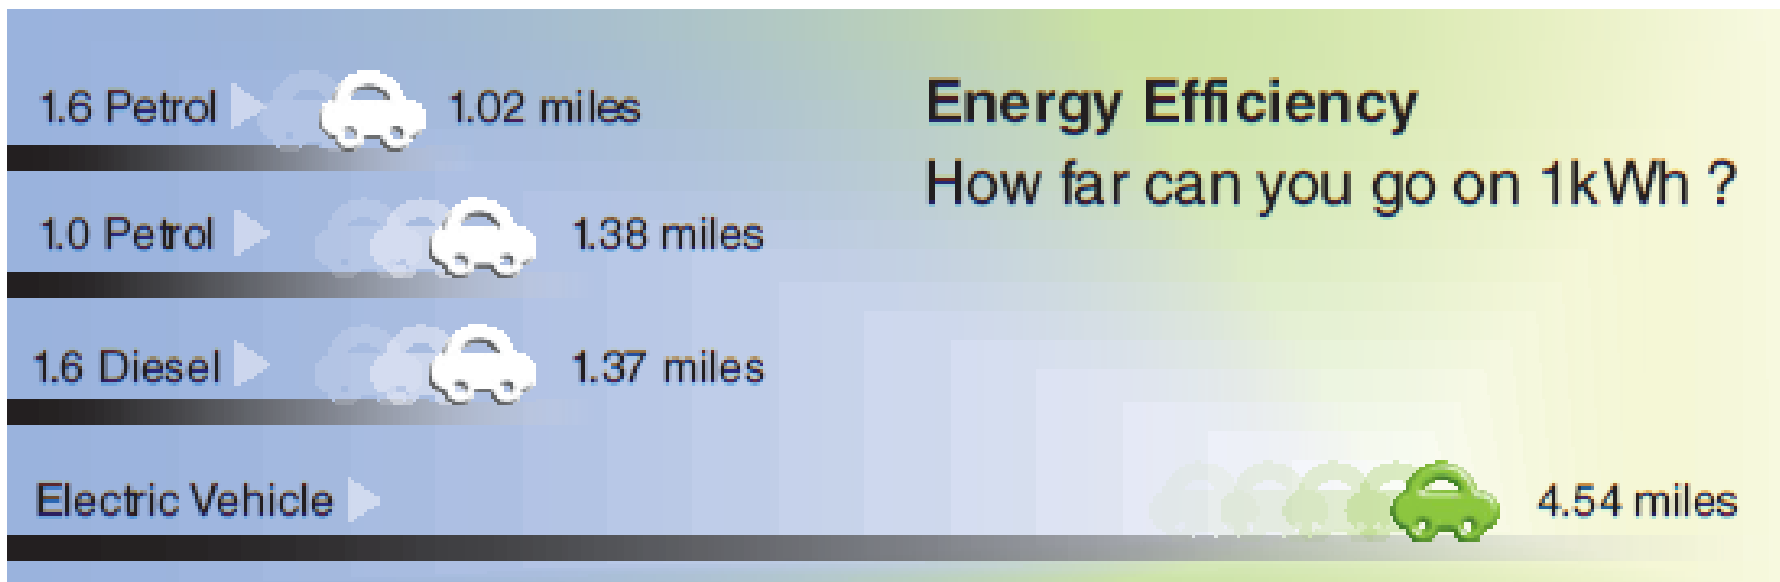 Energy Efficiency
How far can you go on 1kWh ?
1.6 Petrol 1.02 miles
1.0 Petrol 1.38 miles
1.6 Diesel 1.37 miles
Electric Vehicle 4.54 miles